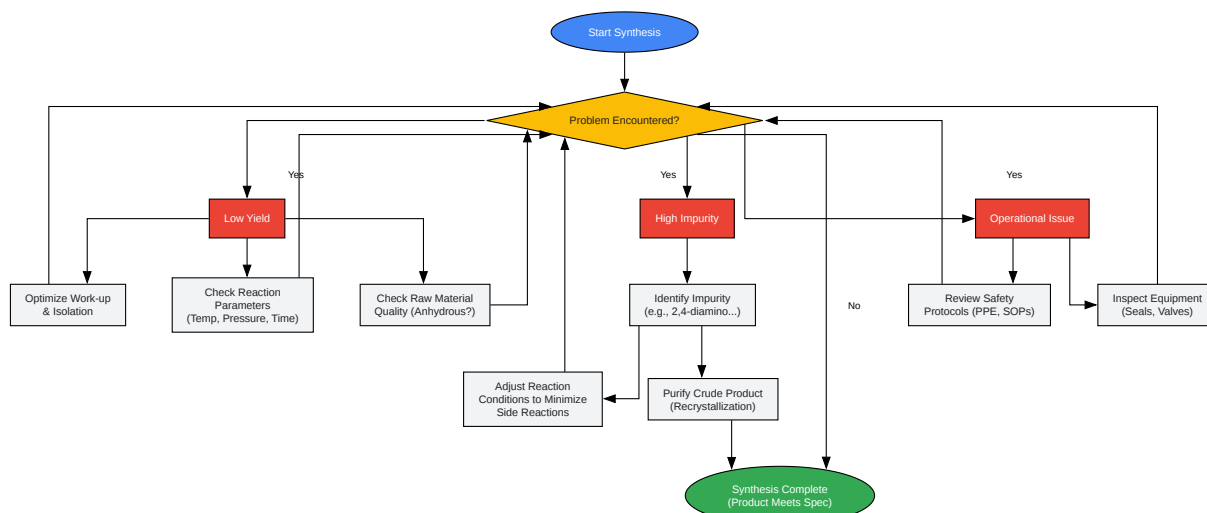 Start Synthesis
Problem Encountered?
Yes
Yes
Yes
Low Yield
High Impurity
Operational Issue
Optimize Work-up
& Isolation
Check Reaction
Parameters
(Temp, Pressure, Time)
Check Raw Material
Quality (Anhydrous?)
Identify Impurity
(e.g., 2,4-diamino...)
No
Review Safety
Protocols (PPE, SOPs)
Inspect Equipment
(Seals, Valves)
Adjust Reaction
Conditions to Minimize
Side Reactions
Purify Crude Product
(Recrystallization)
Synthesis Complete
(Product Meets Spec)